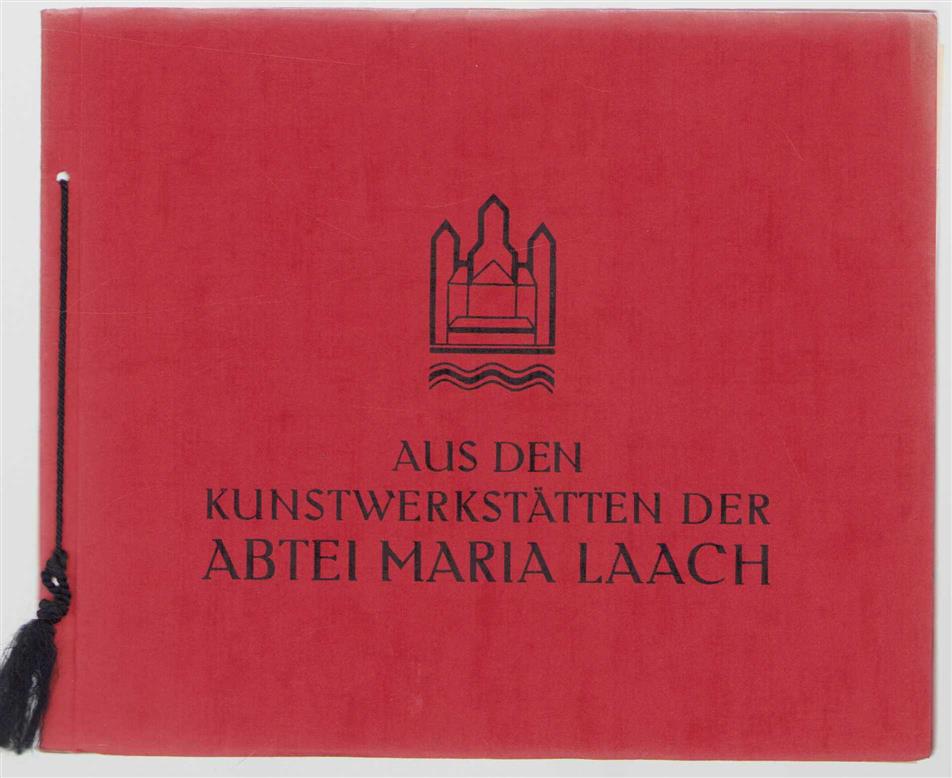 AUS DEN
KUNSTWERKSTÄTTEN DER
ABTEI MARIA LAACH